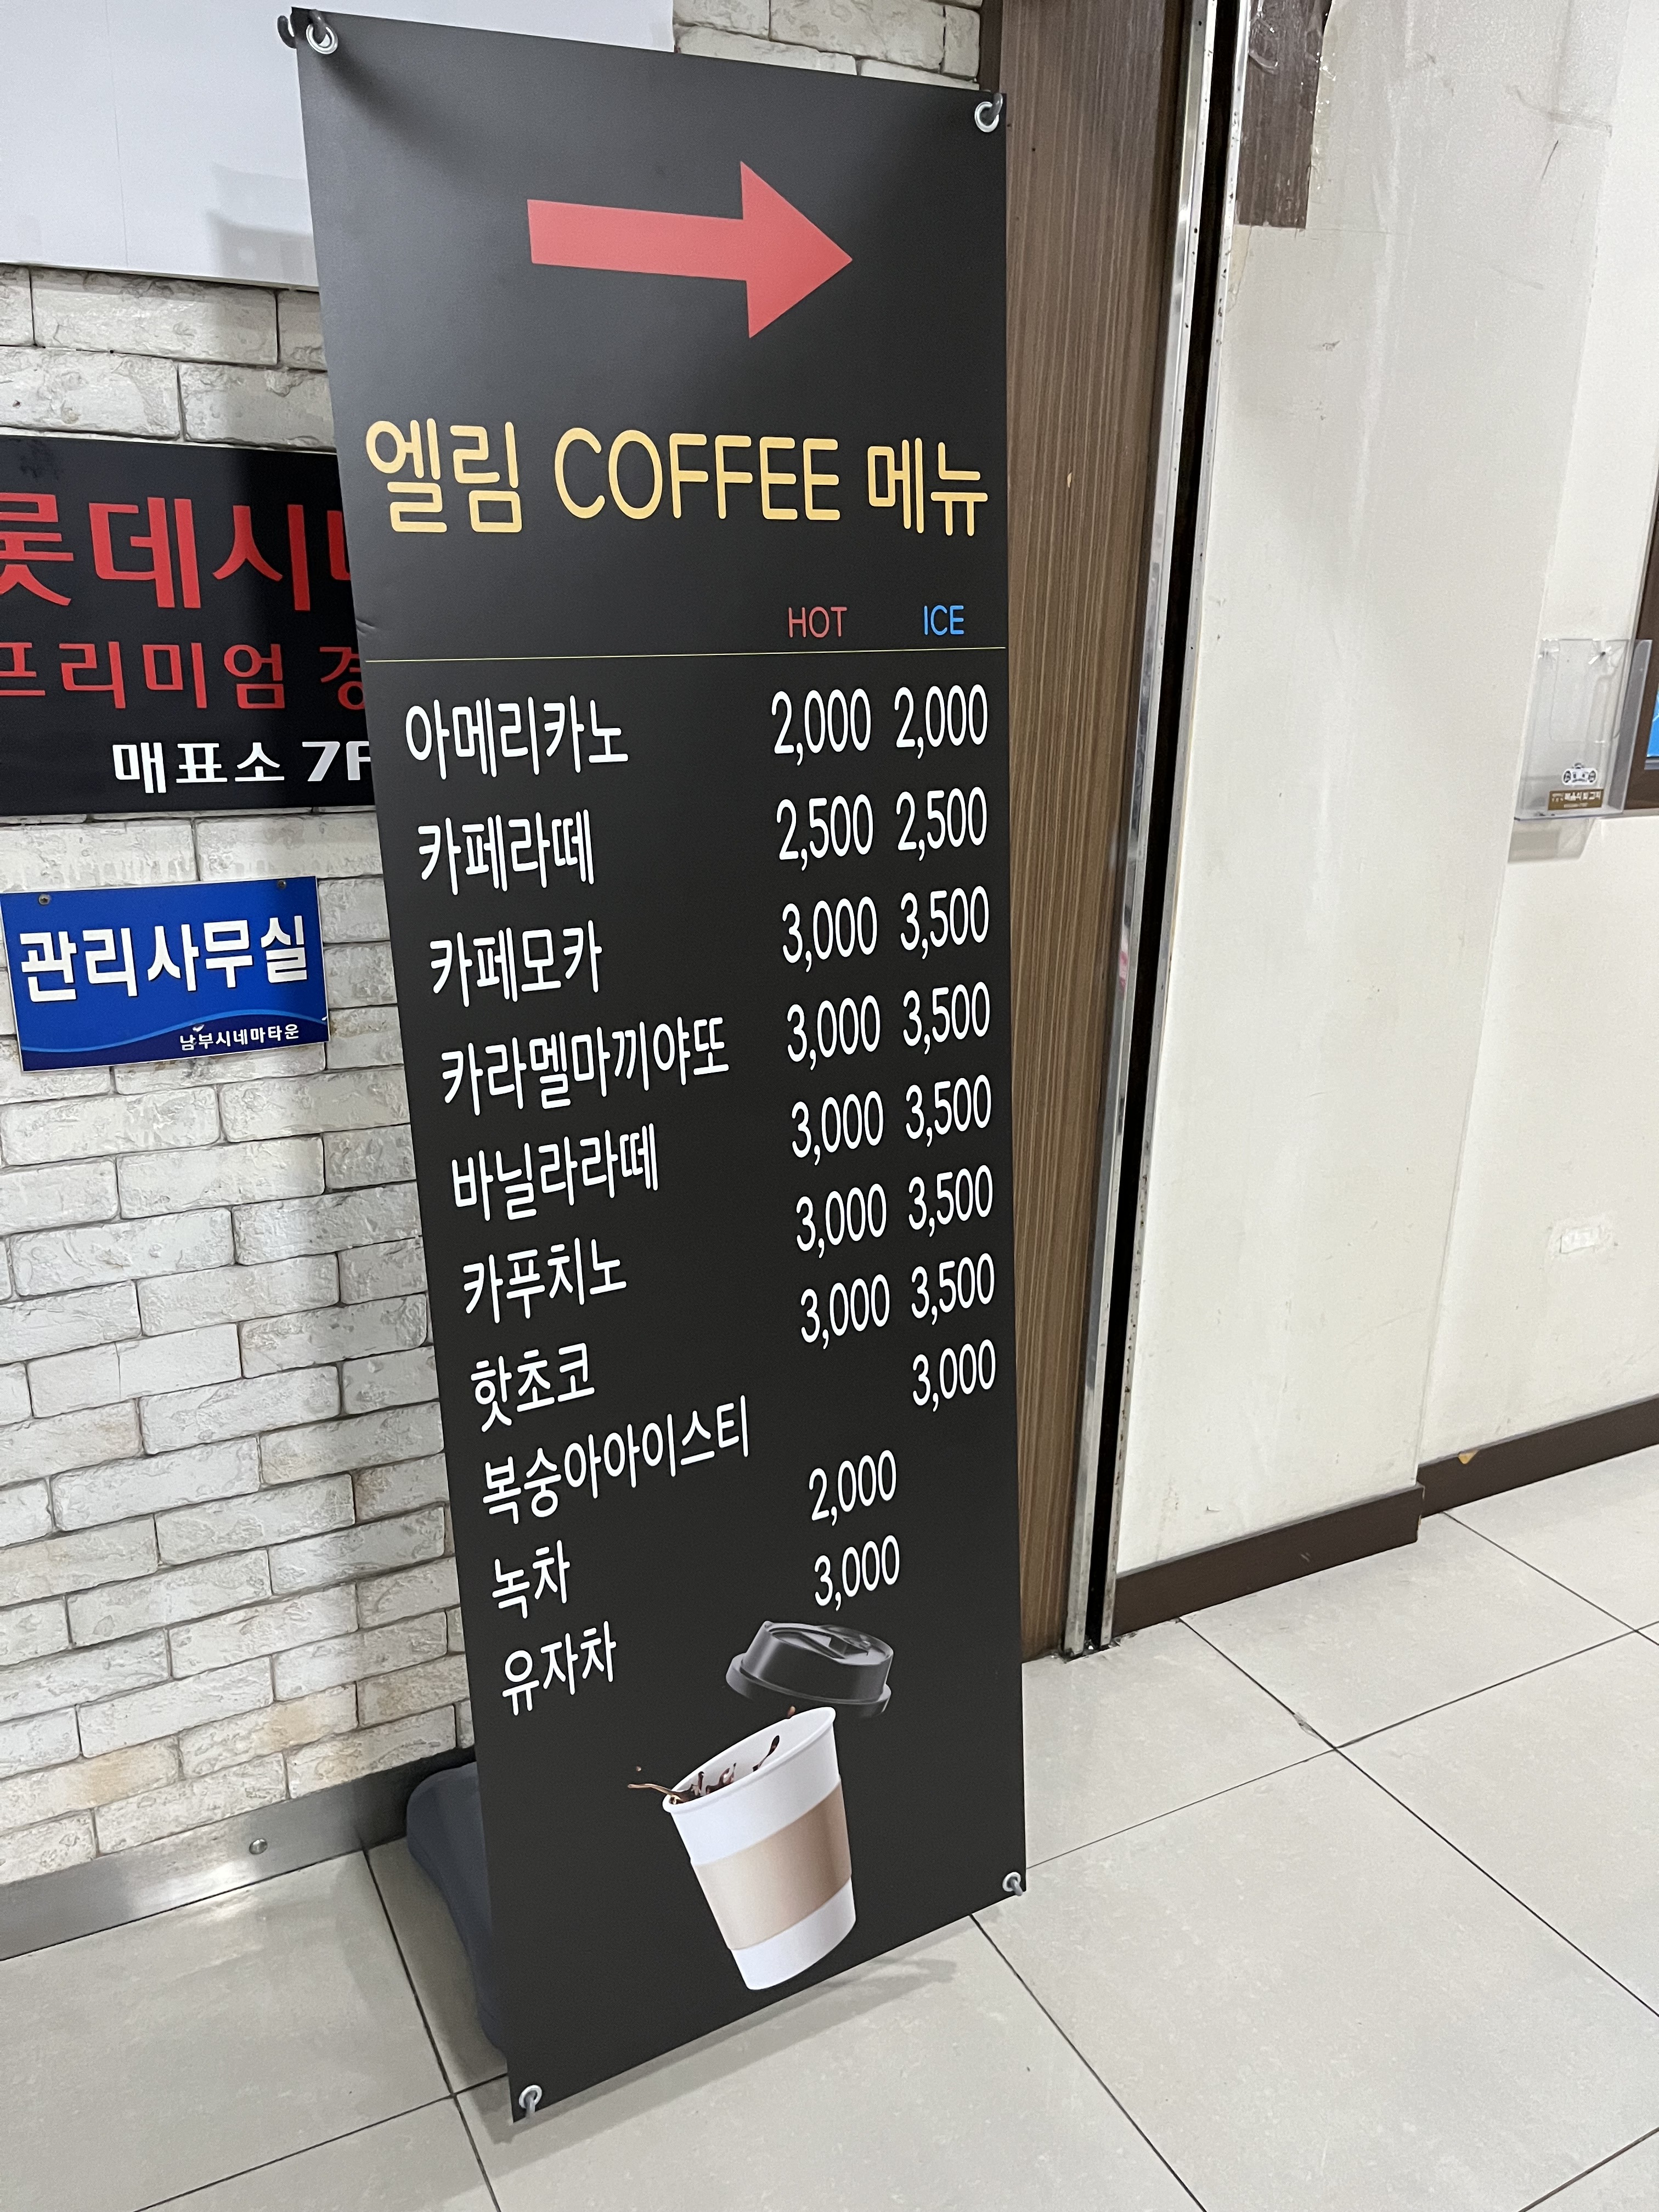 엘림 COFFEE 메뉴
HOT ICE
아메리카노 2,000 2,000
카페라떼 2,500 2,500
카페모카 3,000 3,500
카라멜마끼야또 3,000 3,500
바닐라라떼 3,000 3,500
카푸치노 3,000 3,500
핫초코 3,000 3,500
복숭아아이스티 3,000
녹차 2,000
유자차 3,000
롯데시
프리미엄
매표소 7F
관리사무실
남부시네마타운